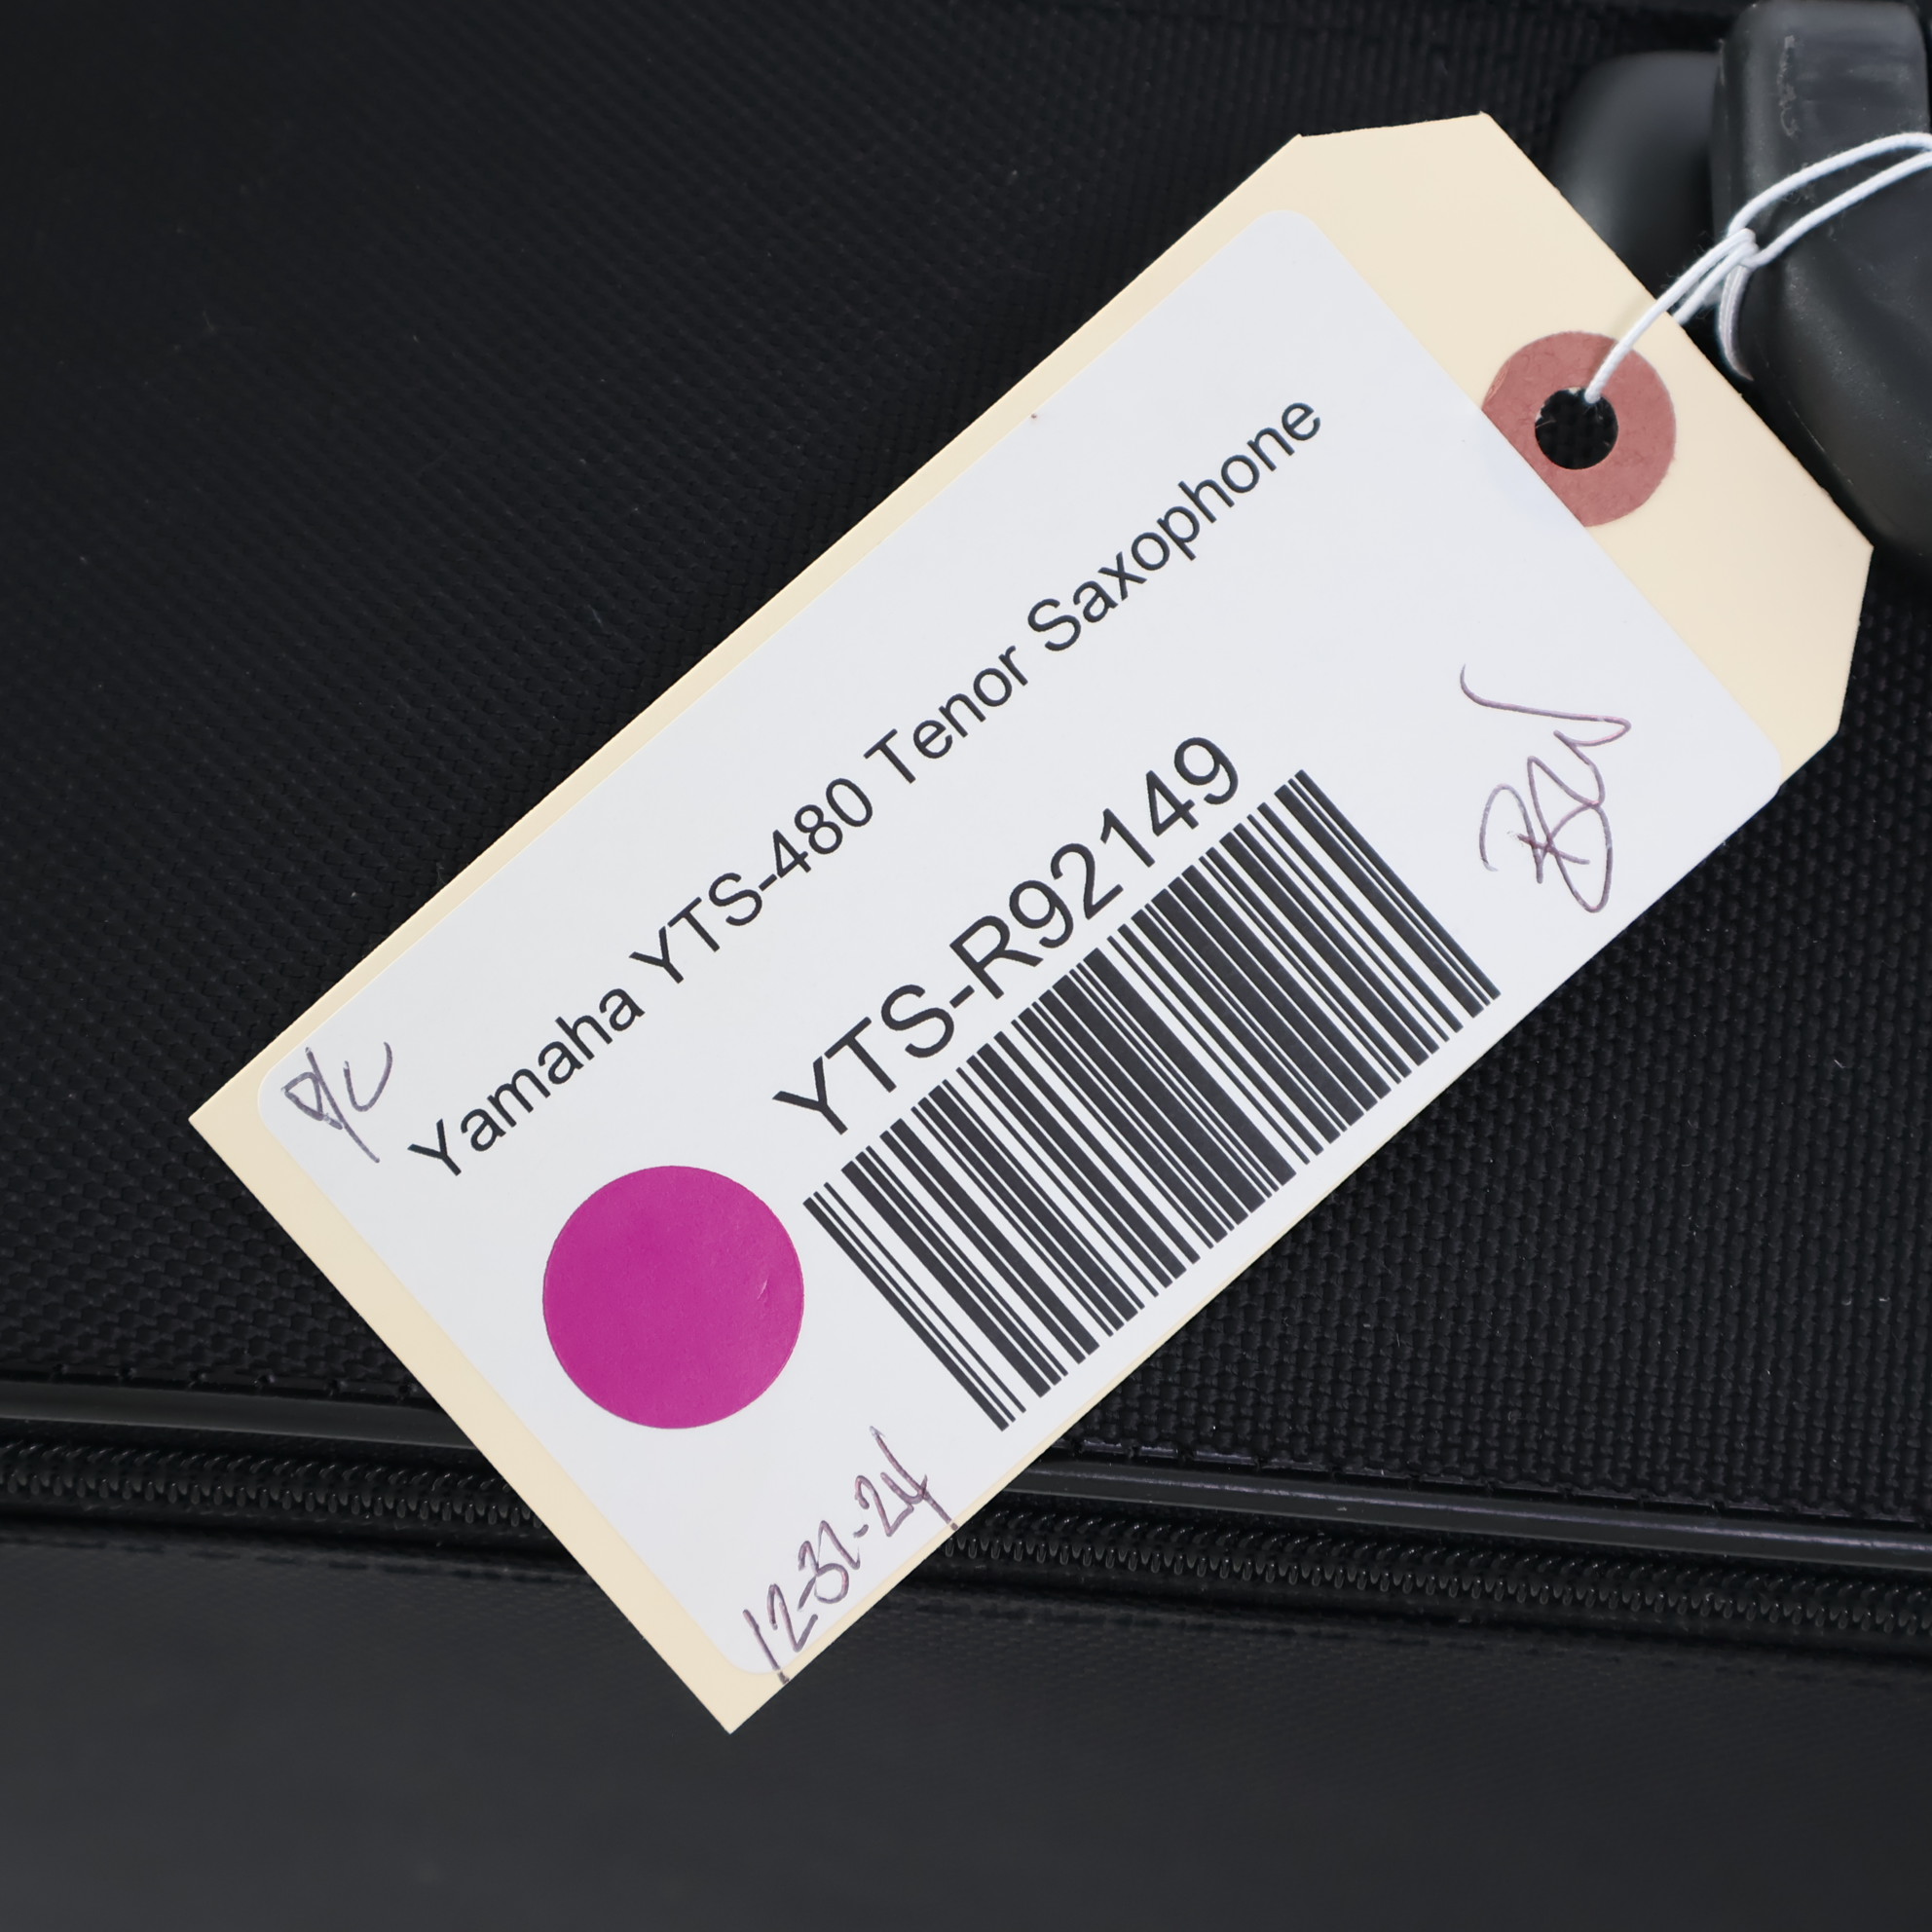 Yamaha YTS-480 Tenor Saxophone
YTS-R92149
12-31-24